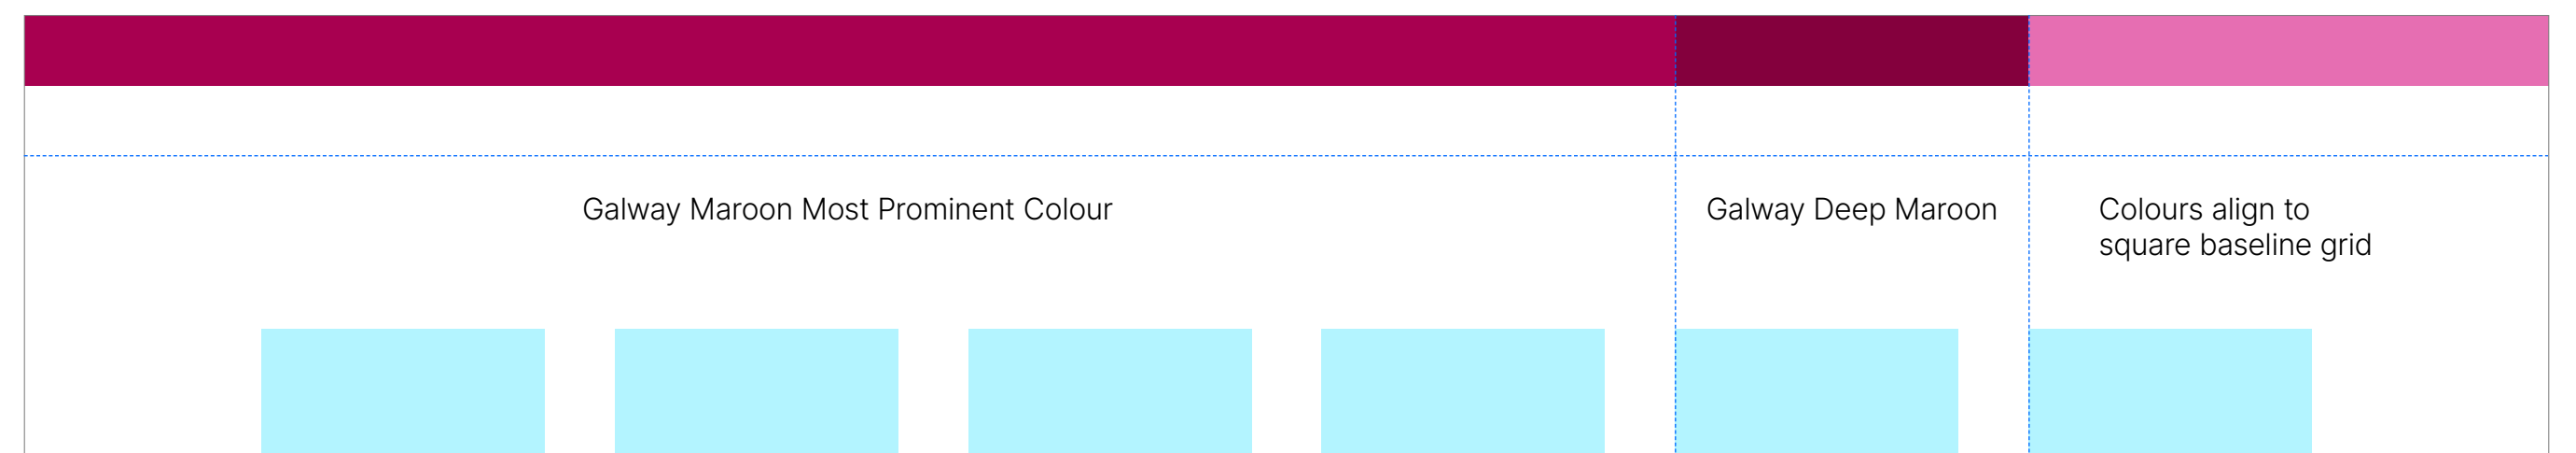 Galway Maroon Most Prominent Colour
Galway Deep Maroon
Colours align to
square baseline grid